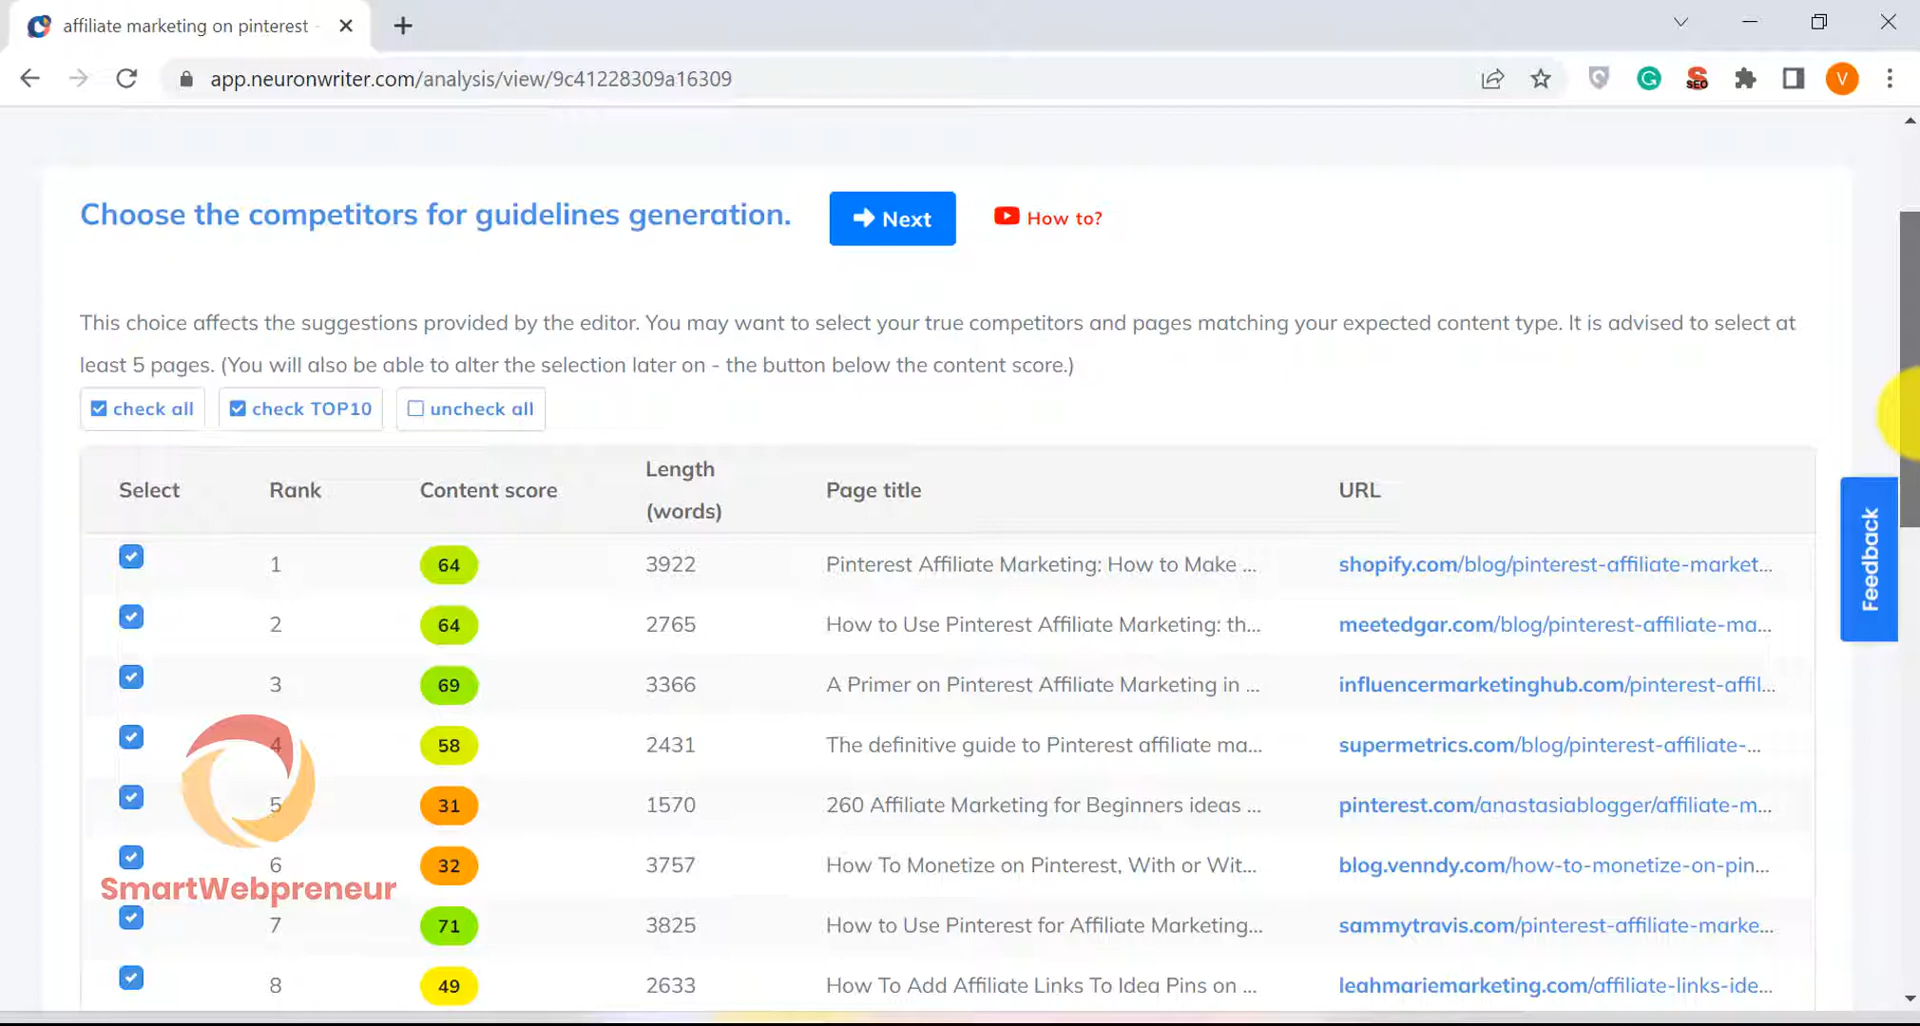 affiliate marketing on pinterest -
app.neuronwriter.com/analysis/view/9c41228309a16309
SEO
V
Choose the competitors for guidelines generation.
Next
How to?
This choice affects the suggestions provided by the editor. You may want to select your true competitors and pages matching your expected content type. It is advised to select at
least 5 pages. (You will also be able to alter the selection later on - the button below the content score.)
check all
check TOP10
uncheck all
Select Rank Content score Length (words) Page title URL
1 64 3922 Pinterest Affiliate Marketing: How to Make ... shopify.com/blog/pinterest-affiliate-market...
2 64 2765 How to Use Pinterest Affiliate Marketing: th... meetedgar.com/blog/pinterest-affiliate-ma...
3 69 3366 A Primer on Pinterest Affiliate Marketing in ... influencermarketinghub.com/pinterest-affil...
4 58 2431 The definitive guide to Pinterest affiliate ma... supermetrics.com/blog/pinterest-affiliate-...
5 31 1570 260 Affiliate Marketing for Beginners ideas ... pinterest.com/anastasiablogger/affiliate-m...
6 32 3757 How To Monetize on Pinterest, With or Wit... blog.venndy.com/how-to-monetize-on-pin...
SmartWebpreneur
7 71 3825 How to Use Pinterest for Affiliate Marketing... sammytravis.com/pinterest-affiliate-marke...
8 49 2633 How To Add Affiliate Links To Idea Pins on ... leahmariemarketing.com/affiliate-links-ide...
Feedback